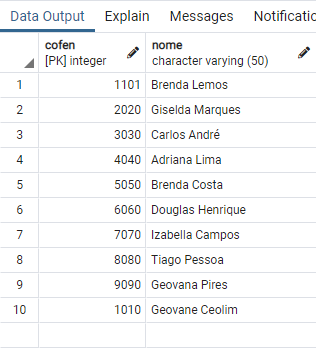 Data Output Explain Messages Notificatio
cofen nome
[PK] integer character varying (50)
1 1101 Brenda Lemos
2 2020 Giselda Marques
3 3030 Carlos André
4 4040 Adriana Lima
5 5050 Brenda Costa
6 6060 Douglas Henrique
7 7070 Izabella Campos
8 8080 Tiago Pessoa
9 9090 Geovana Pires
10 1010 Geovane Ceolim